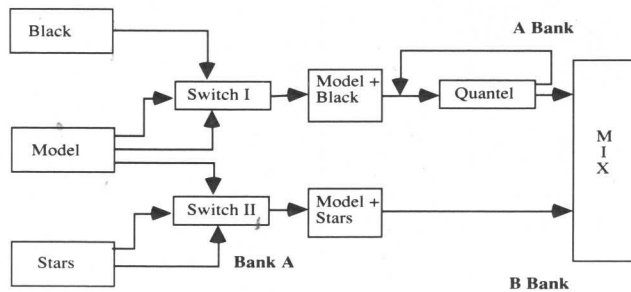 Black
A Bank
Switch I
Model +
Black
Quantel
Model
M
I
X
Switch II
Model +
Stars
Stars
Bank A
B Bank